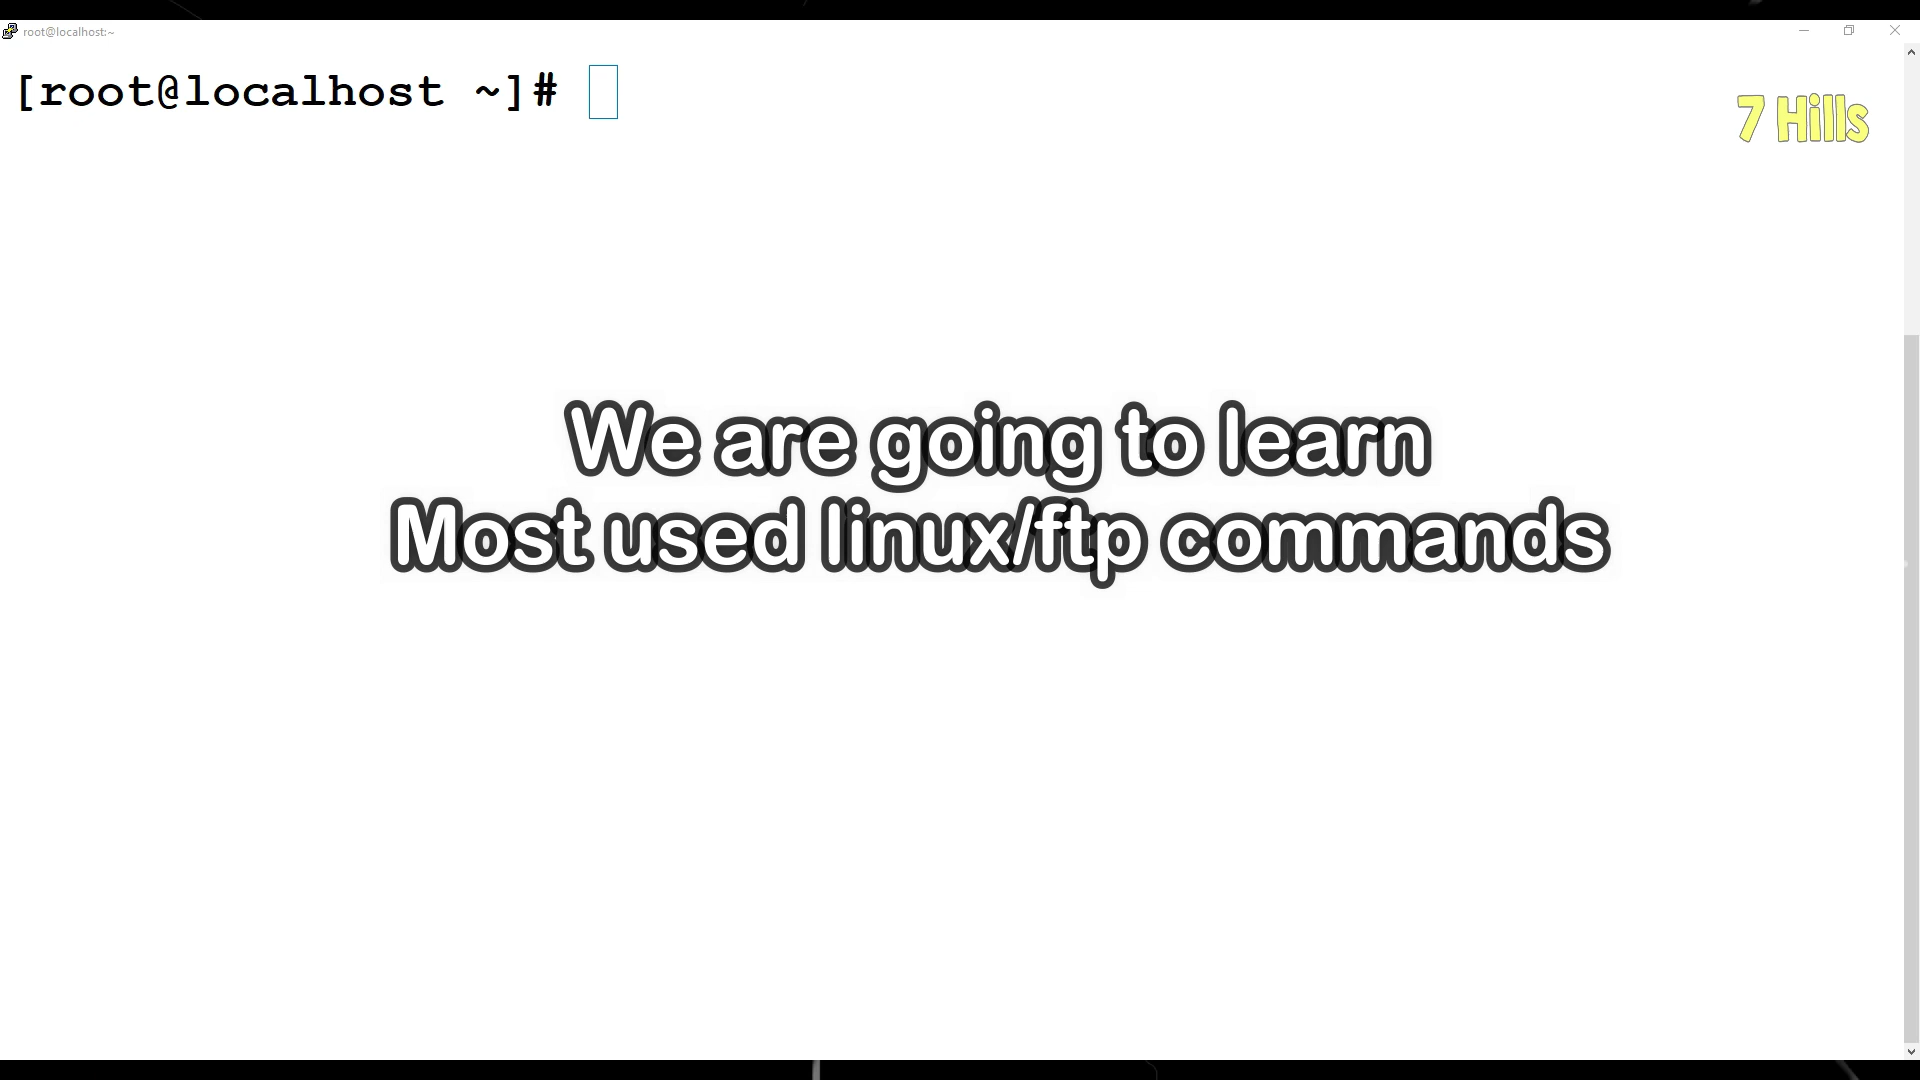 root@localhost:~
[root@localhost ~]#
7 Hills
We are going to learn
Most used linux/ftp commands